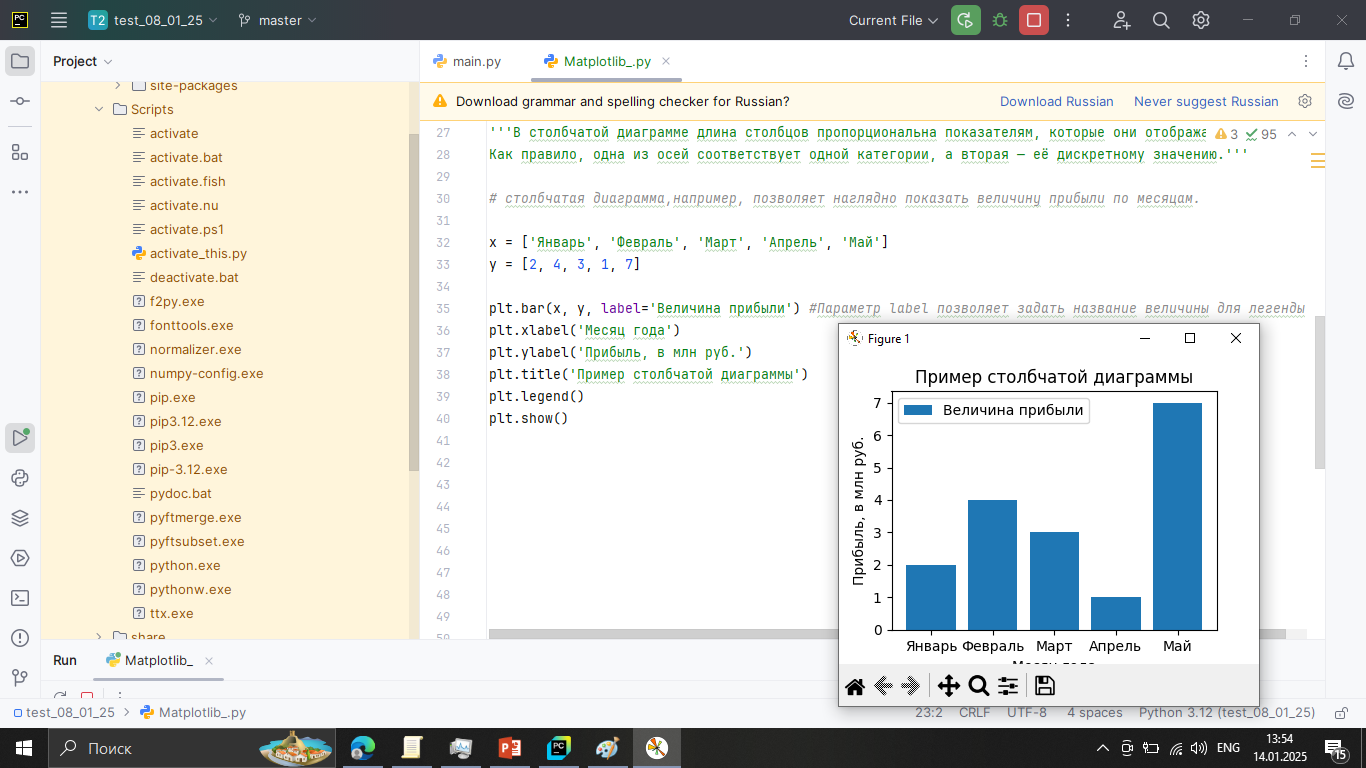 T2 test_08_01_25 master Current File
Project
main.py Matplotlib_.py
Download grammar and spelling checker for Russian? Download Russian Never suggest Russian
site-packages
Scripts
activate
activate.bat
activate.fish
activate.nu
activate.ps1
activate_this.py
deactivate.bat
f2py.exe
fonttools.exe
normalizer.exe
numpy-config.exe
pip.exe
pip3.12.exe
pip3.exe
pip-3.12.exe
pydoc.bat
pyftmerge.exe
pyftsubset.exe
python.exe
pythonw.exe
ttx.exe
share
27 '''В столбчатой диаграмме длина столбцов пропорциональна показателям, которые они отобража 3 95
28 Как правило, одна из осей соответствует одной категории, а вторая — её дискретному значению.'''
29
30 # столбчатая диаграмма,например, позволяет наглядно показать величину прибыли по месяцам.
31
32 x = ['Январь', 'Февраль', 'Март', 'Апрель', 'Май']
33 y = [2, 4, 3, 1, 7]
34
35 plt.bar(x, y, label='Величина прибыли') #Параметр label позволяет задать название величины для легенды
36 plt.xlabel('Месяц года')
37 plt.ylabel('Прибыль, в млн руб.')
38 plt.title('Пример столбчатой диаграммы')
39 plt.legend()
40 plt.show()
41
42
43
44
45
46
47
48
49
50
Figure 1
Пример столбчатой диаграммы
Величина прибыли
Прибыль, в млн руб.
7
6
5
4
3
2
1
0
Январь Февраль Март Апрель Май
Месяц года
Run Matplotlib_
test_08_01_25 Matplotlib_.py 23:2 CRLF UTF-8 4 spaces Python 3.12 (test_08_01_25)
Поиск ENG 13:54
14.01.2025 15